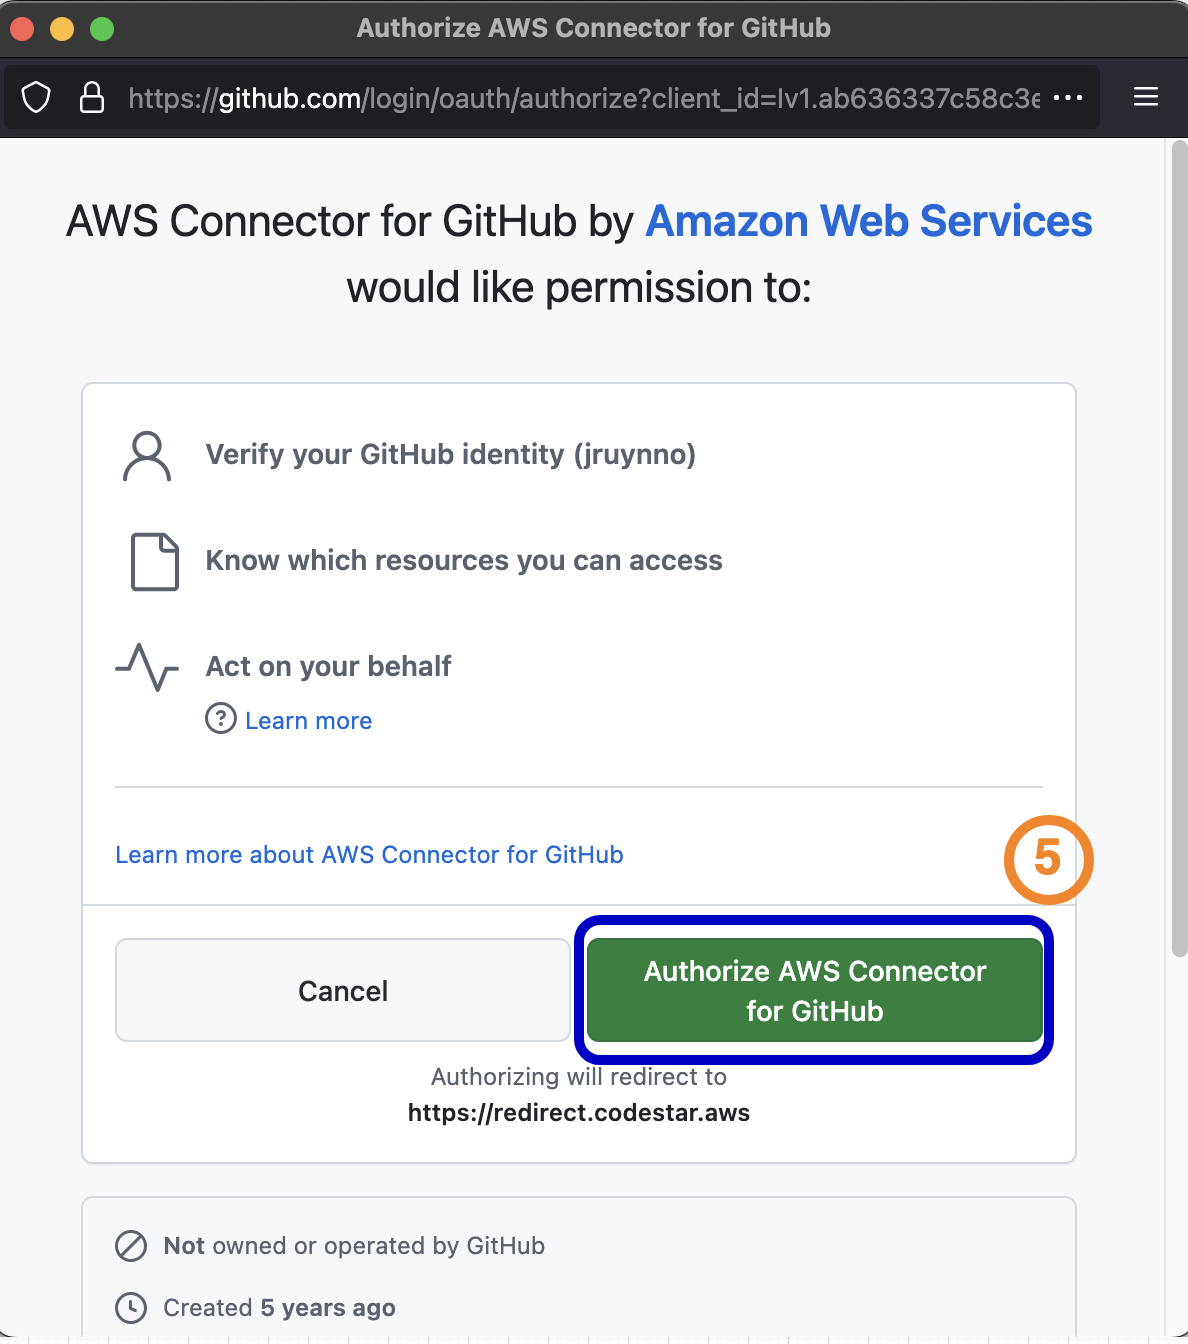 Authorize AWS Connector for GitHub
https://github.com/login/oauth/authorize?client_id=Iv1.ab636337c58c3e
AWS Connector for GitHub by Amazon Web Services
would like permission to:
Verify your GitHub identity (jruynno)
Know which resources you can access
Act on your behalf
Learn more
Learn more about AWS Connector for GitHub
5
Cancel
Authorize AWS Connector
for GitHub
Authorizing will redirect to
https://redirect.codestar.aws
Not owned or operated by GitHub
Created 5 years ago